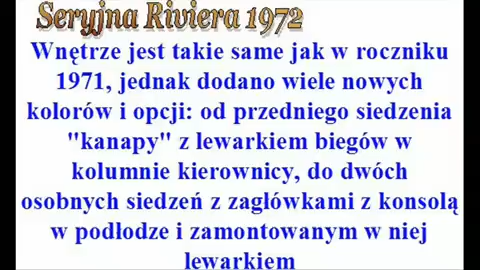 Seryjna Riviera 1972
Wnętrze jest takie same jak w roczniku
1971, jednak dodano wiele nowych
kolorów i opcji: od przedniego siedzenia
"kanapy" z lewarkiem biegów w
kolumnie kierownicy, do dwóch
osobnych siedzeń z zagłówkami z konsolą
w podłodze i zamontowanym w niej
lewarkiem